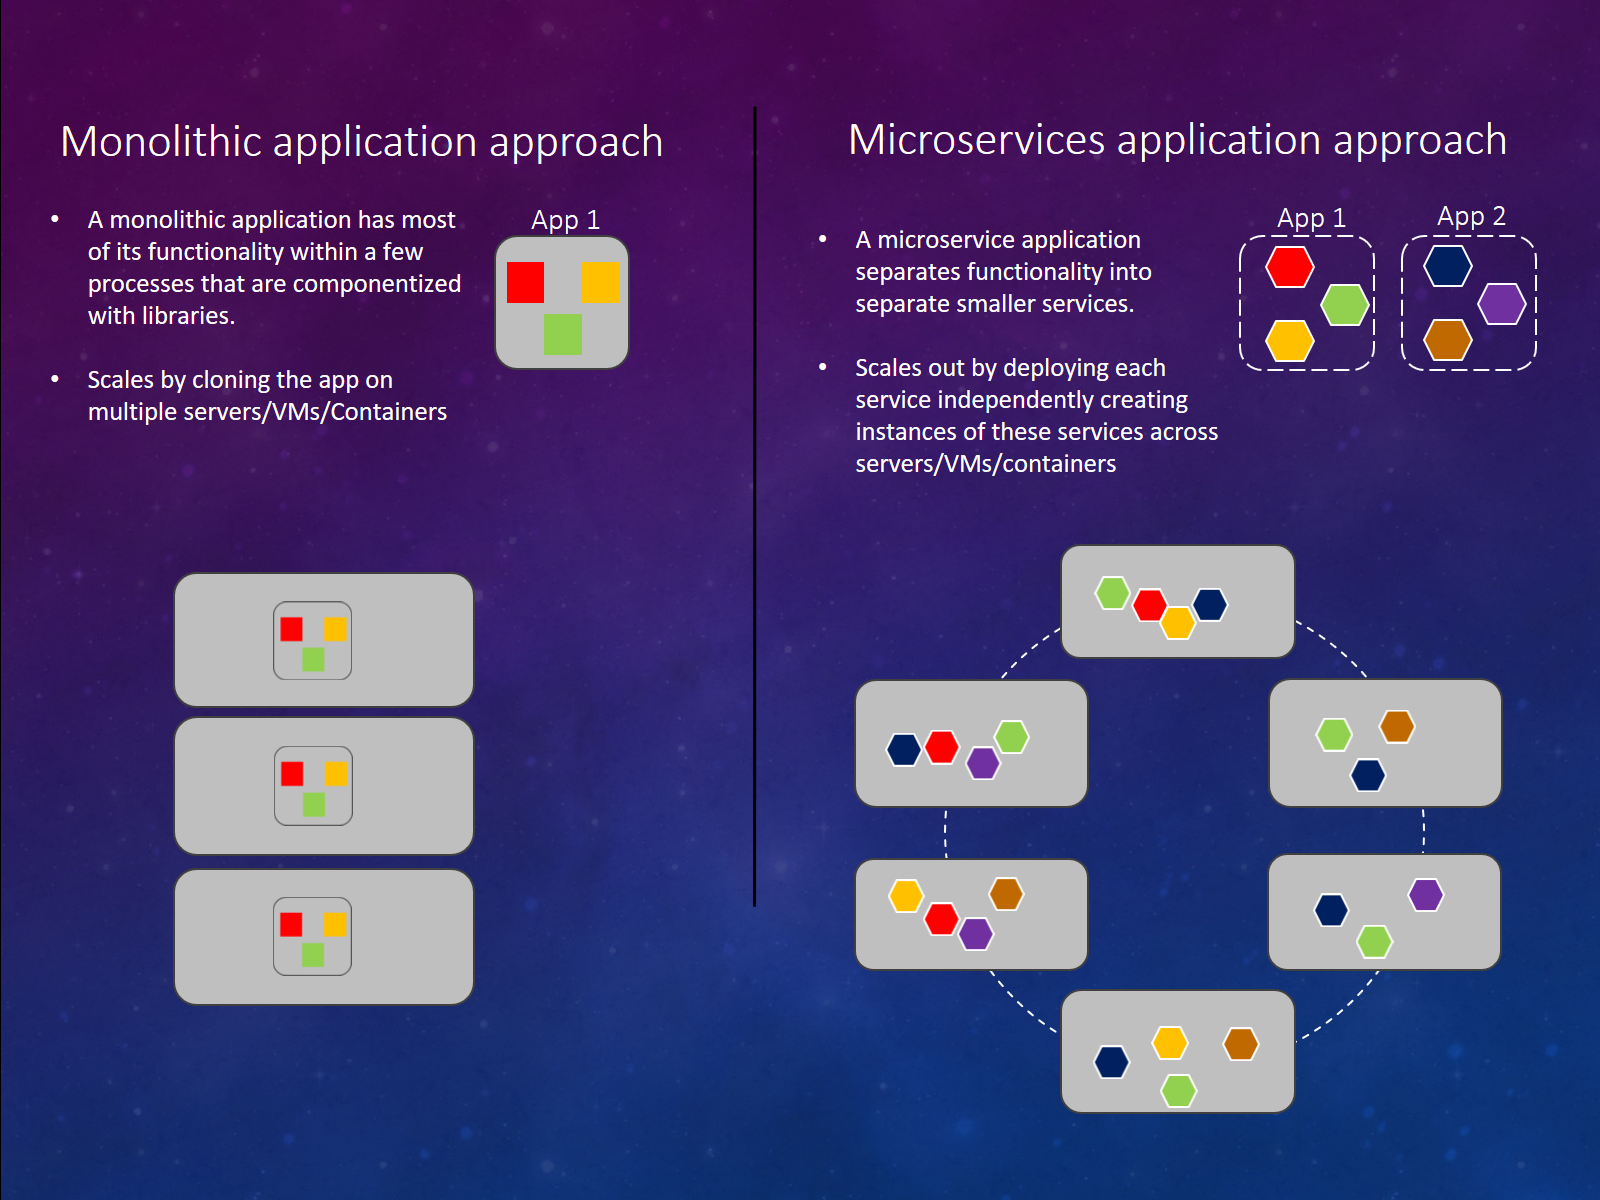 Monolithic application approach
• A monolithic application has most
of its functionality within a few
processes that are componentized
with libraries.
• Scales by cloning the app on
multiple servers/VMs/Containers
App 1
Microservices application approach
• A microservice application
separates functionality into
separate smaller services.
• Scales out by deploying each
service independently creating
instances of these services across
servers/VMs/containers
App 1
App 2